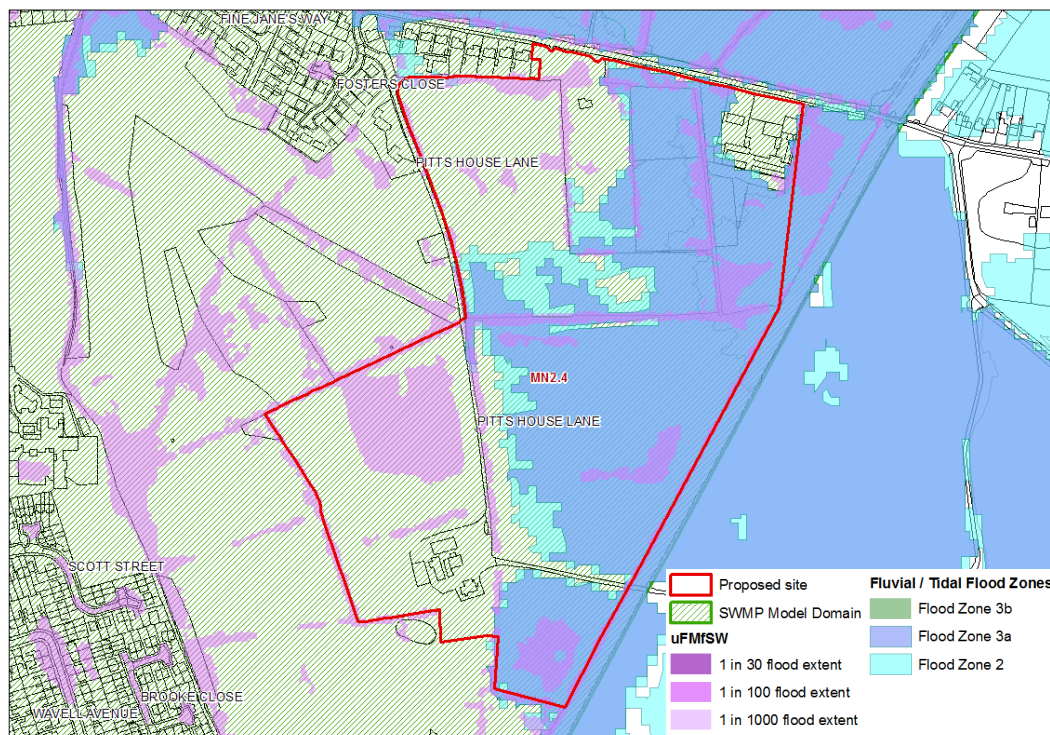 FINE JANE'S WAY
FOSTERS CLOSE
PITTS HOUSE LANE
MN2.4
PITTS HOUSE LANE
SCOTT STREET
BROOKE CLOSE
WAVELL AVENUE
Proposed site
SWMP Model Domain
uFMfSW
1 in 30 flood extent
1 in 100 flood extent
1 in 1000 flood extent
Fluvial / Tidal Flood Zones
Flood Zone 3b
Flood Zone 3a
Flood Zone 2